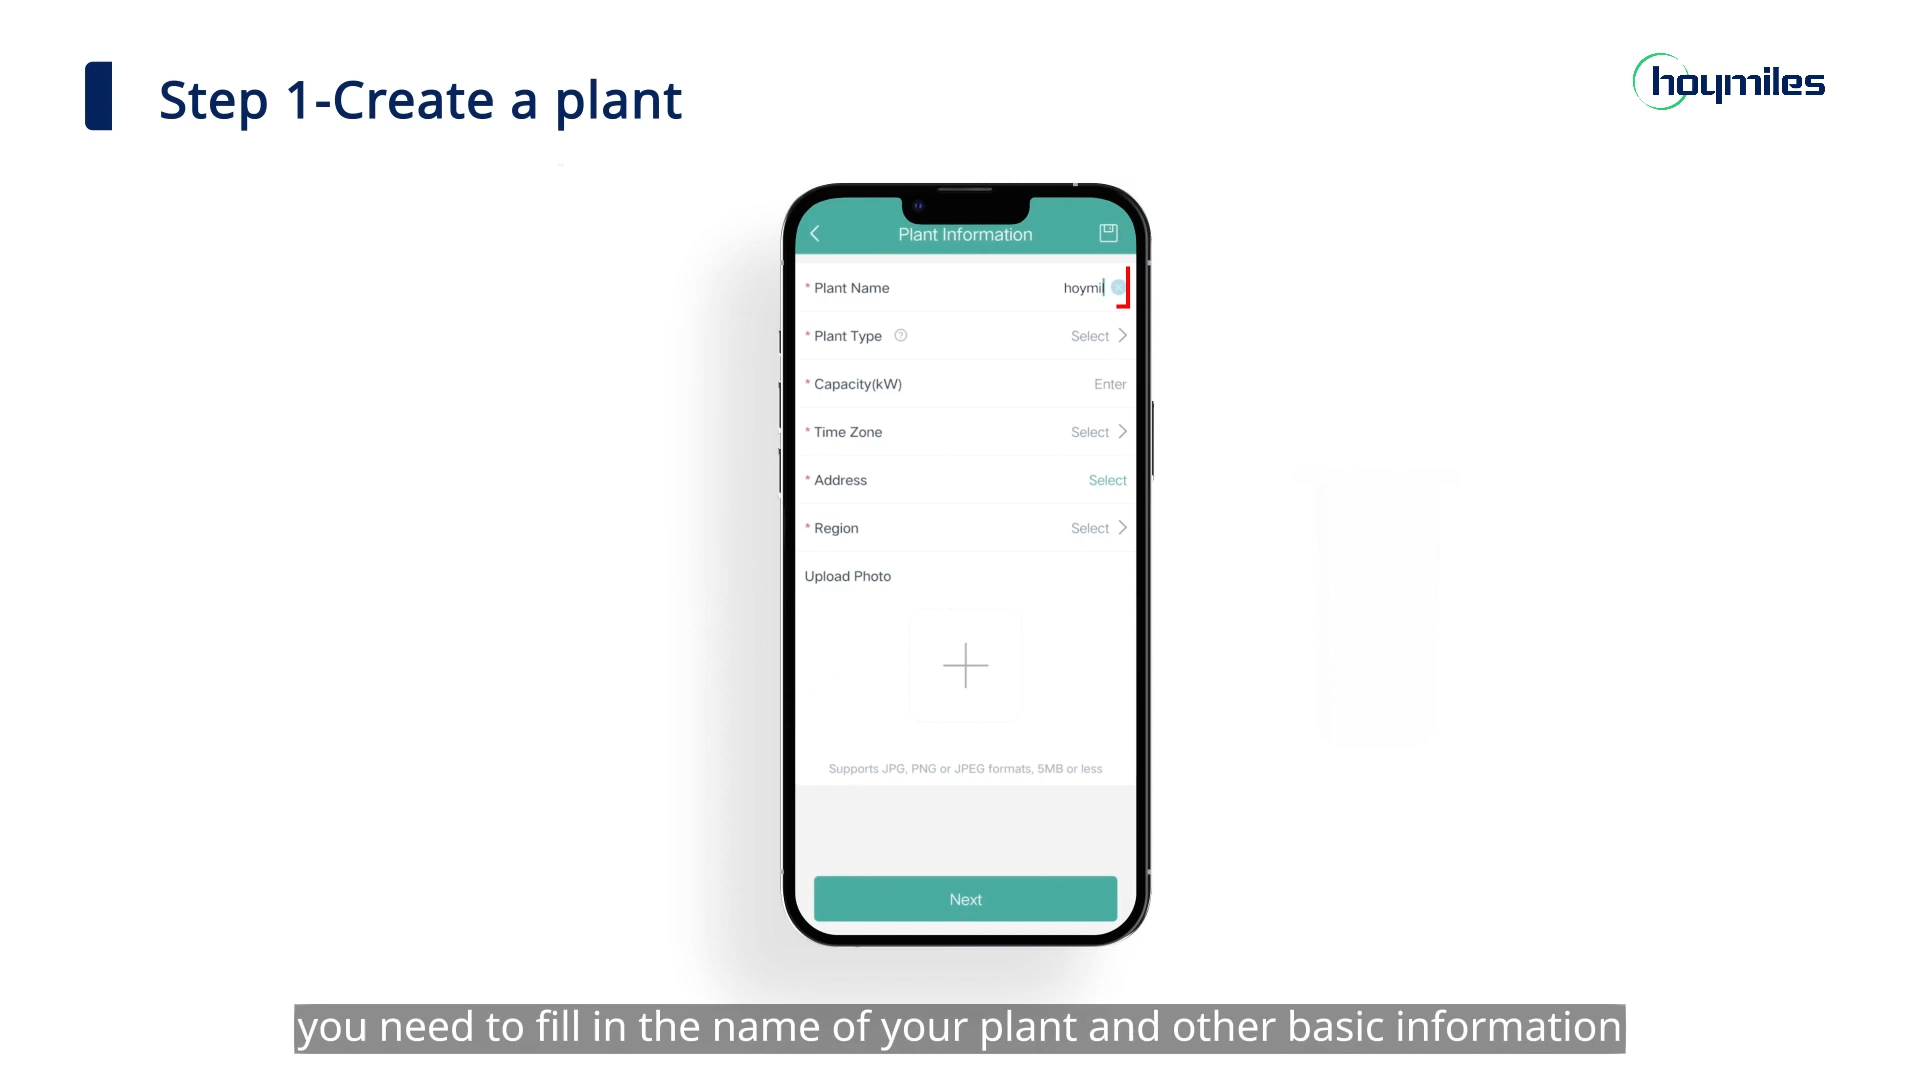 Step 1-Create a plant
hoymiles
Plant Information
* Plant Name hoymil
* Plant Type ? Select
* Capacity(kW) Enter
* Time Zone Select
* Address Select
* Region Select
Upload Photo
Supports JPG, PNG or JPEG formats, 5MB or less
Next
you need to fill in the name of your plant and other basic information